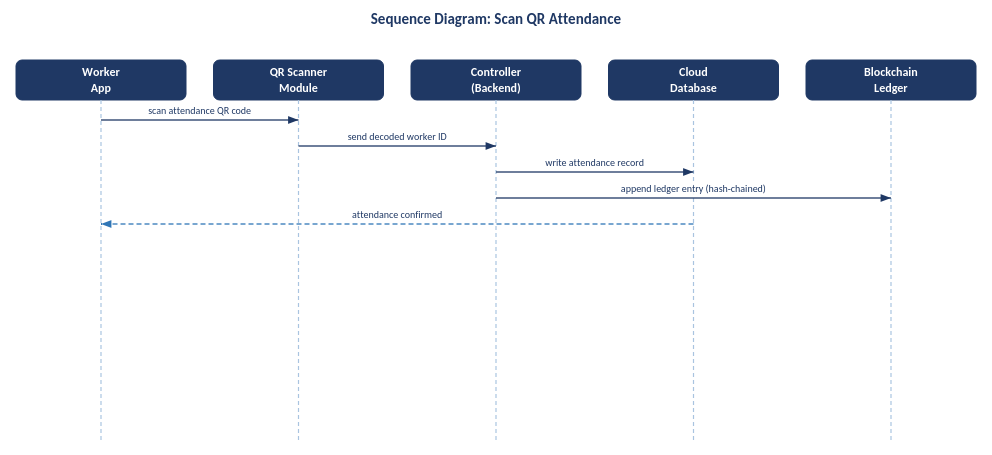 Sequence Diagram: Scan QR Attendance
Worker
App
QR Scanner
Module
Controller
(Backend)
Cloud
Database
Blockchain
Ledger
scan attendance QR code
send decoded worker ID
write attendance record
append ledger entry (hash-chained)
attendance confirmed